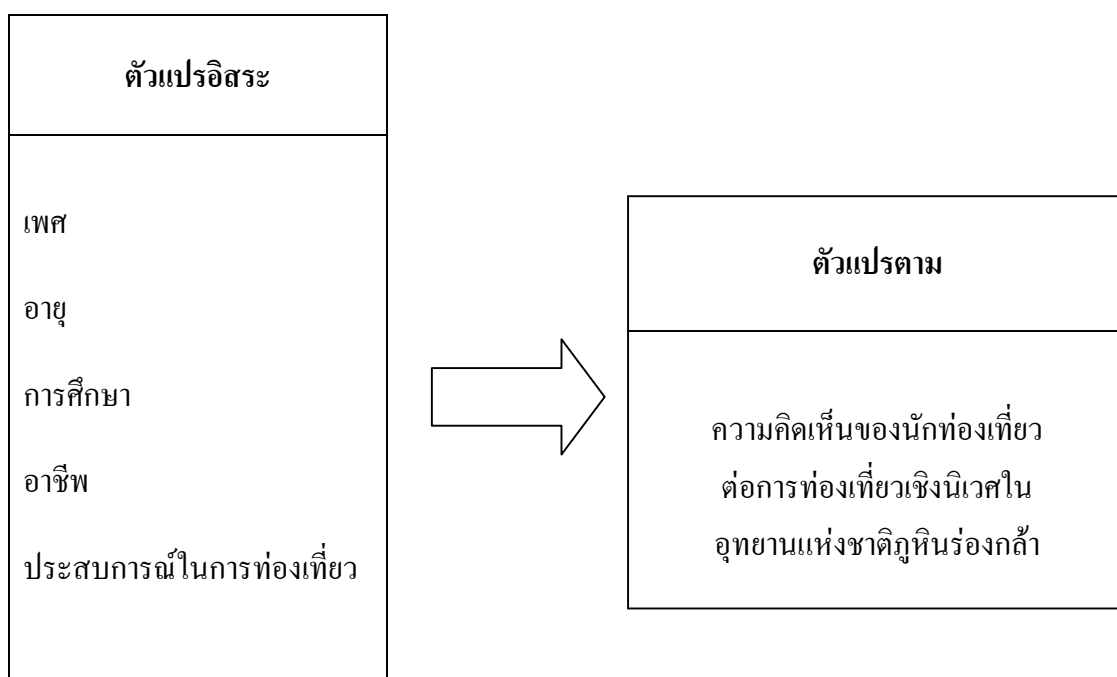 ตัวแปรอิสระ
เพศ
อายุ
การศึกษา
อาชีพ
ประสบการณ์ในการท่องเที่ยว
ตัวแปรตาม
ความคิดเห็นของนักท่องเที่ยว
ต่อการท่องเที่ยวเชิงนิเวศใน
อุทยานแห่งชาติภูหินร่องกล้า